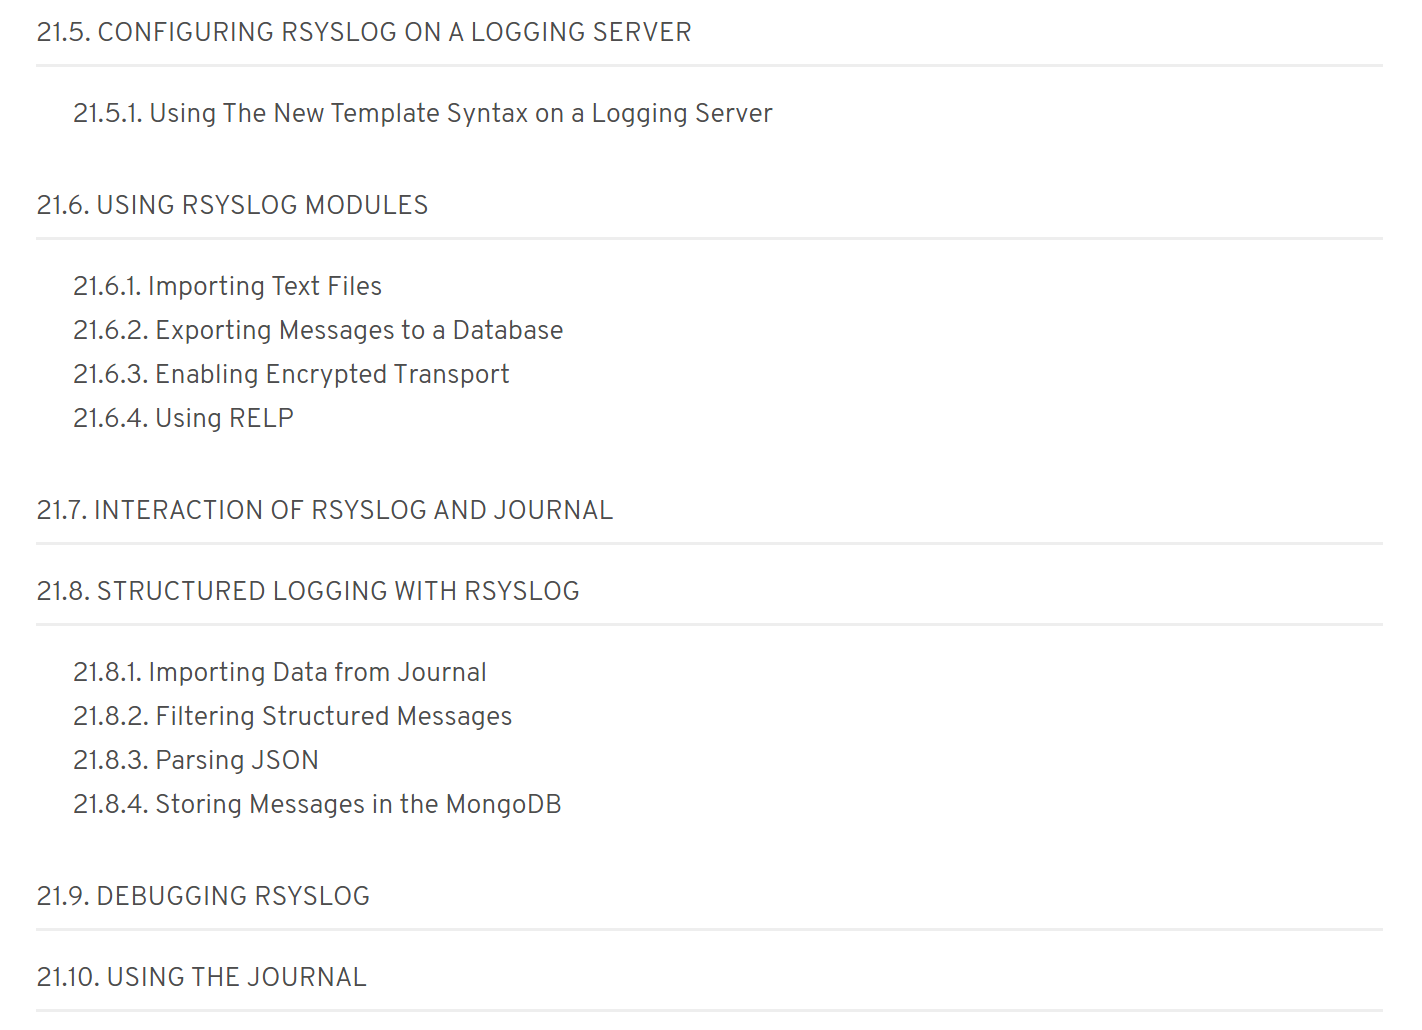 21.5. CONFIGURING RSYSLOG ON A LOGGING SERVER
21.5.1. Using The New Template Syntax on a Logging Server
21.6. USING RSYSLOG MODULES
21.6.1. Importing Text Files
21.6.2. Exporting Messages to a Database
21.6.3. Enabling Encrypted Transport
21.6.4. Using RELP
21.7. INTERACTION OF RSYSLOG AND JOURNAL
21.8. STRUCTURED LOGGING WITH RSYSLOG
21.8.1. Importing Data from Journal
21.8.2. Filtering Structured Messages
21.8.3. Parsing JSON
21.8.4. Storing Messages in the MongoDB
21.9. DEBUGGING RSYSLOG
21.10. USING THE JOURNAL